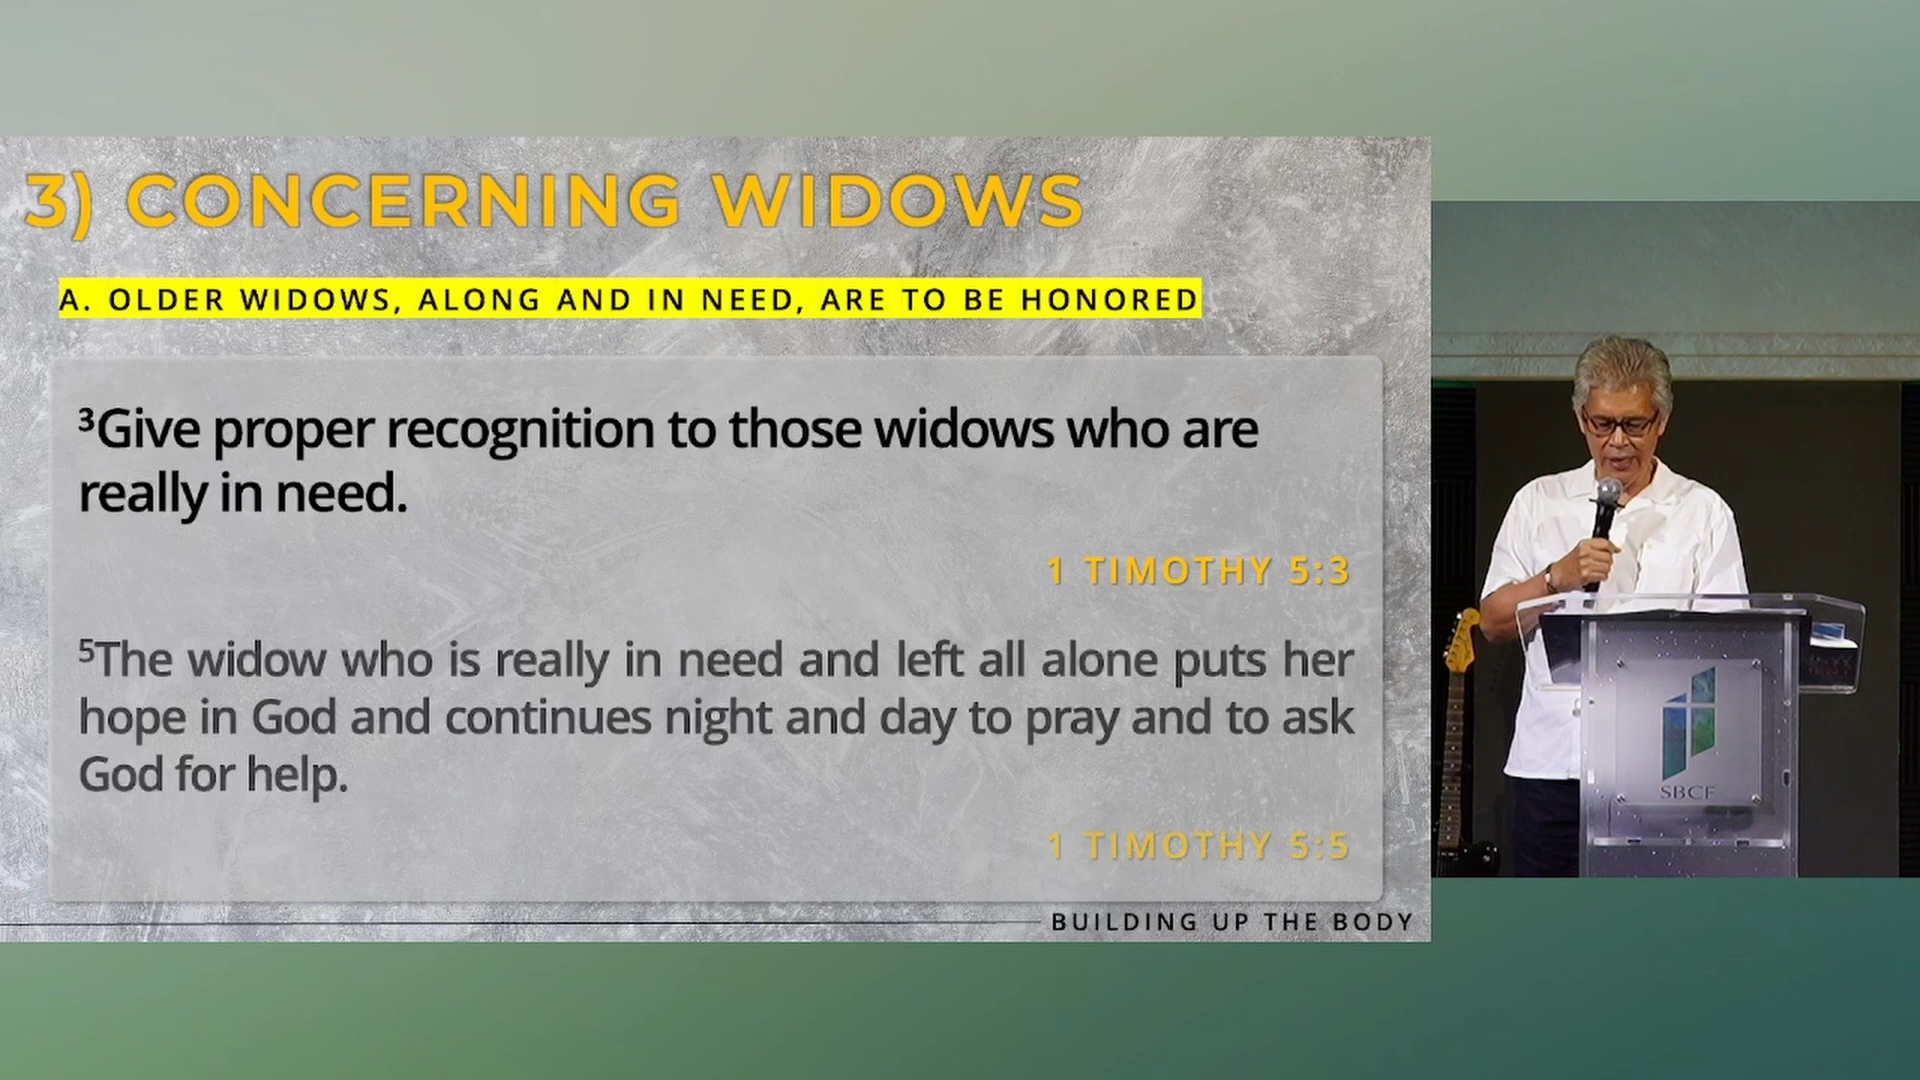 3) CONCERNING WIDOWS
A. OLDER WIDOWS, ALONG AND IN NEED, ARE TO BE HONORED
³Give proper recognition to those widows who are
really in need.
1 TIMOTHY 5:3
⁵The widow who is really in need and left all alone puts her
hope in God and continues night and day to pray and to ask
God for help.
1 TIMOTHY 5:5
BUILDING UP THE BODY
SBCF